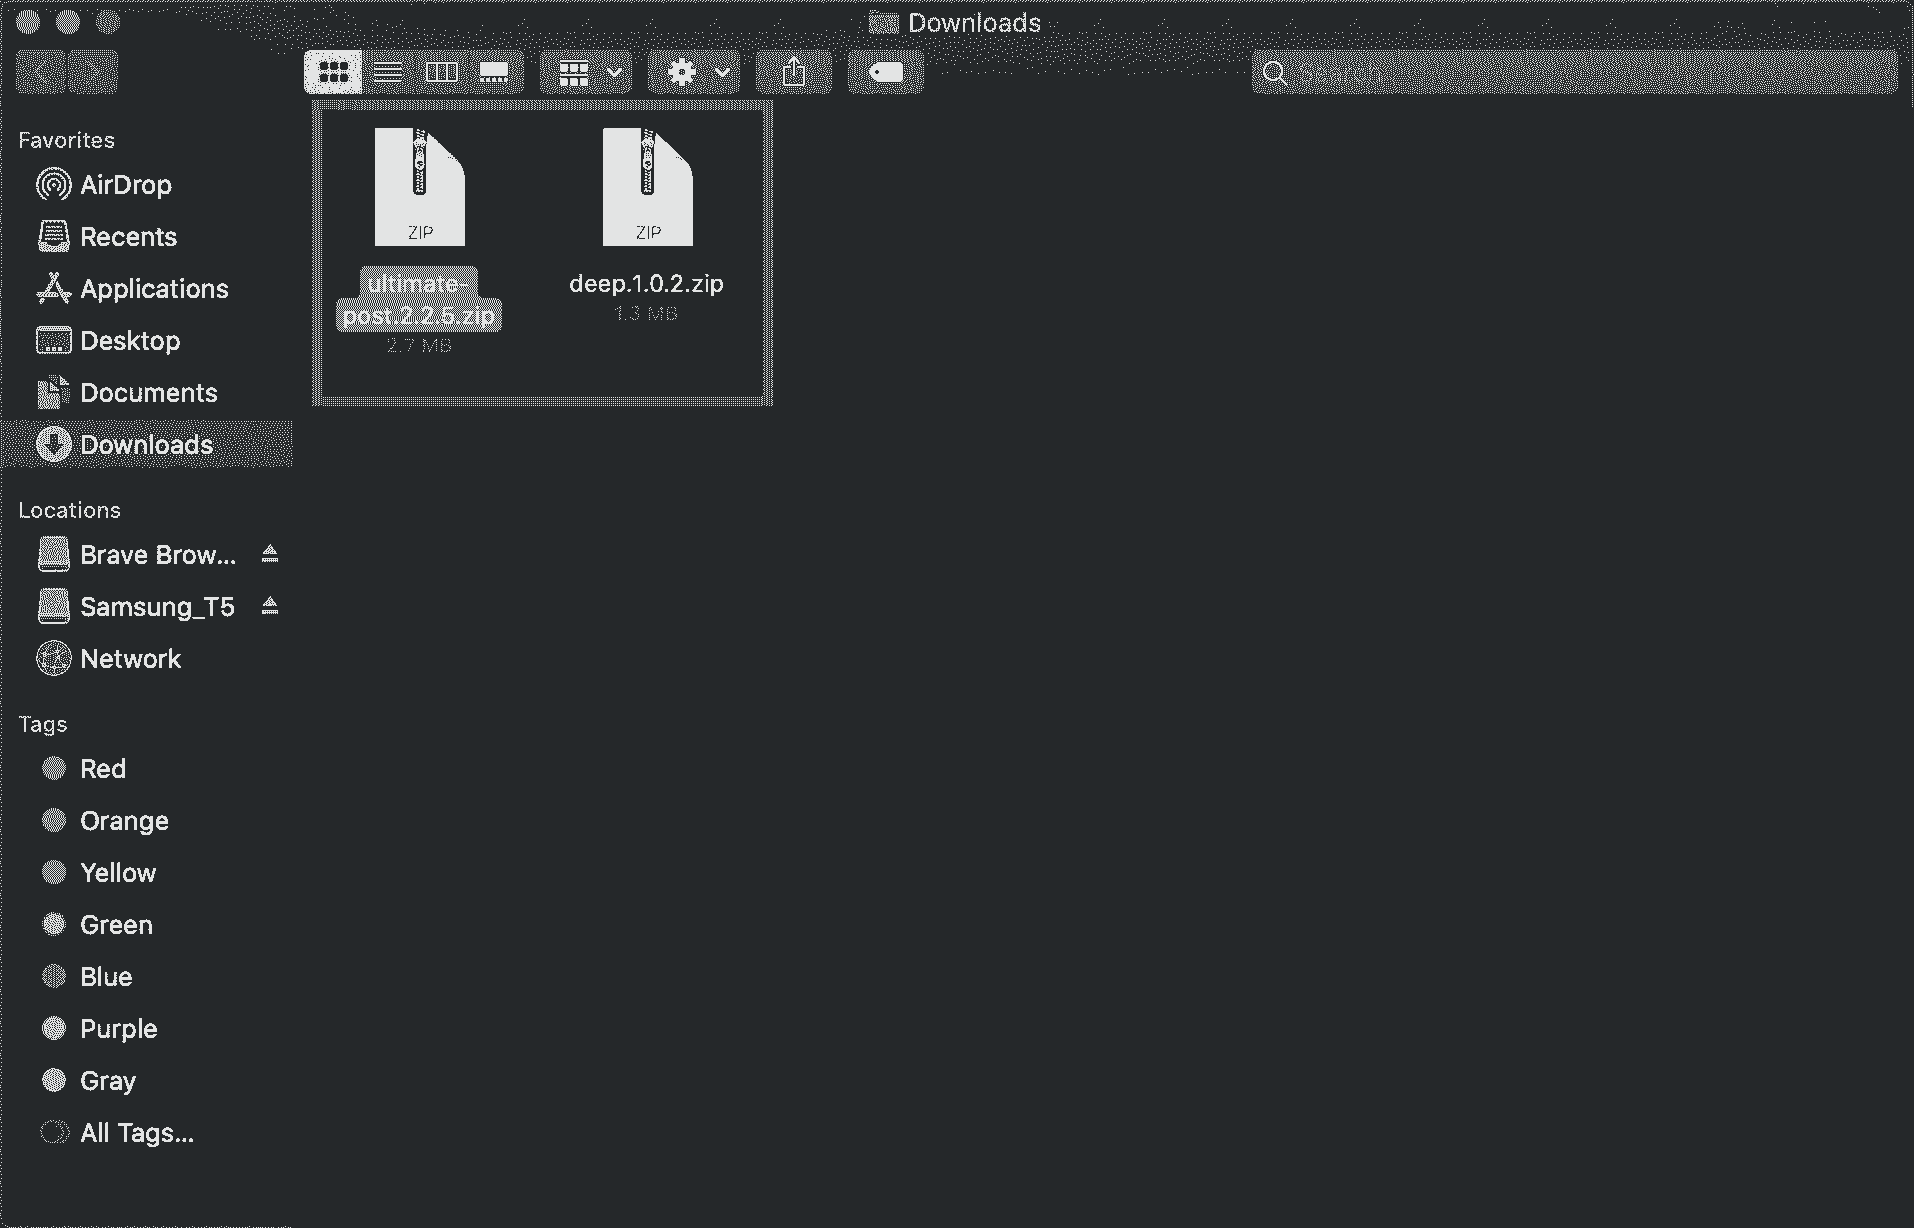 Downloads
Favorites
AirDrop
Recents
Applications
Desktop
Documents
Downloads
Locations
Brave Brow...
Samsung_T5
Network
Tags
Red
Orange
Yellow
Green
Blue
Purple
Gray
All Tags...
ZIP
ultimate-
post.2.2.5.zip
2.7 MB
ZIP
deep.1.0.2.zip
1.3 MB